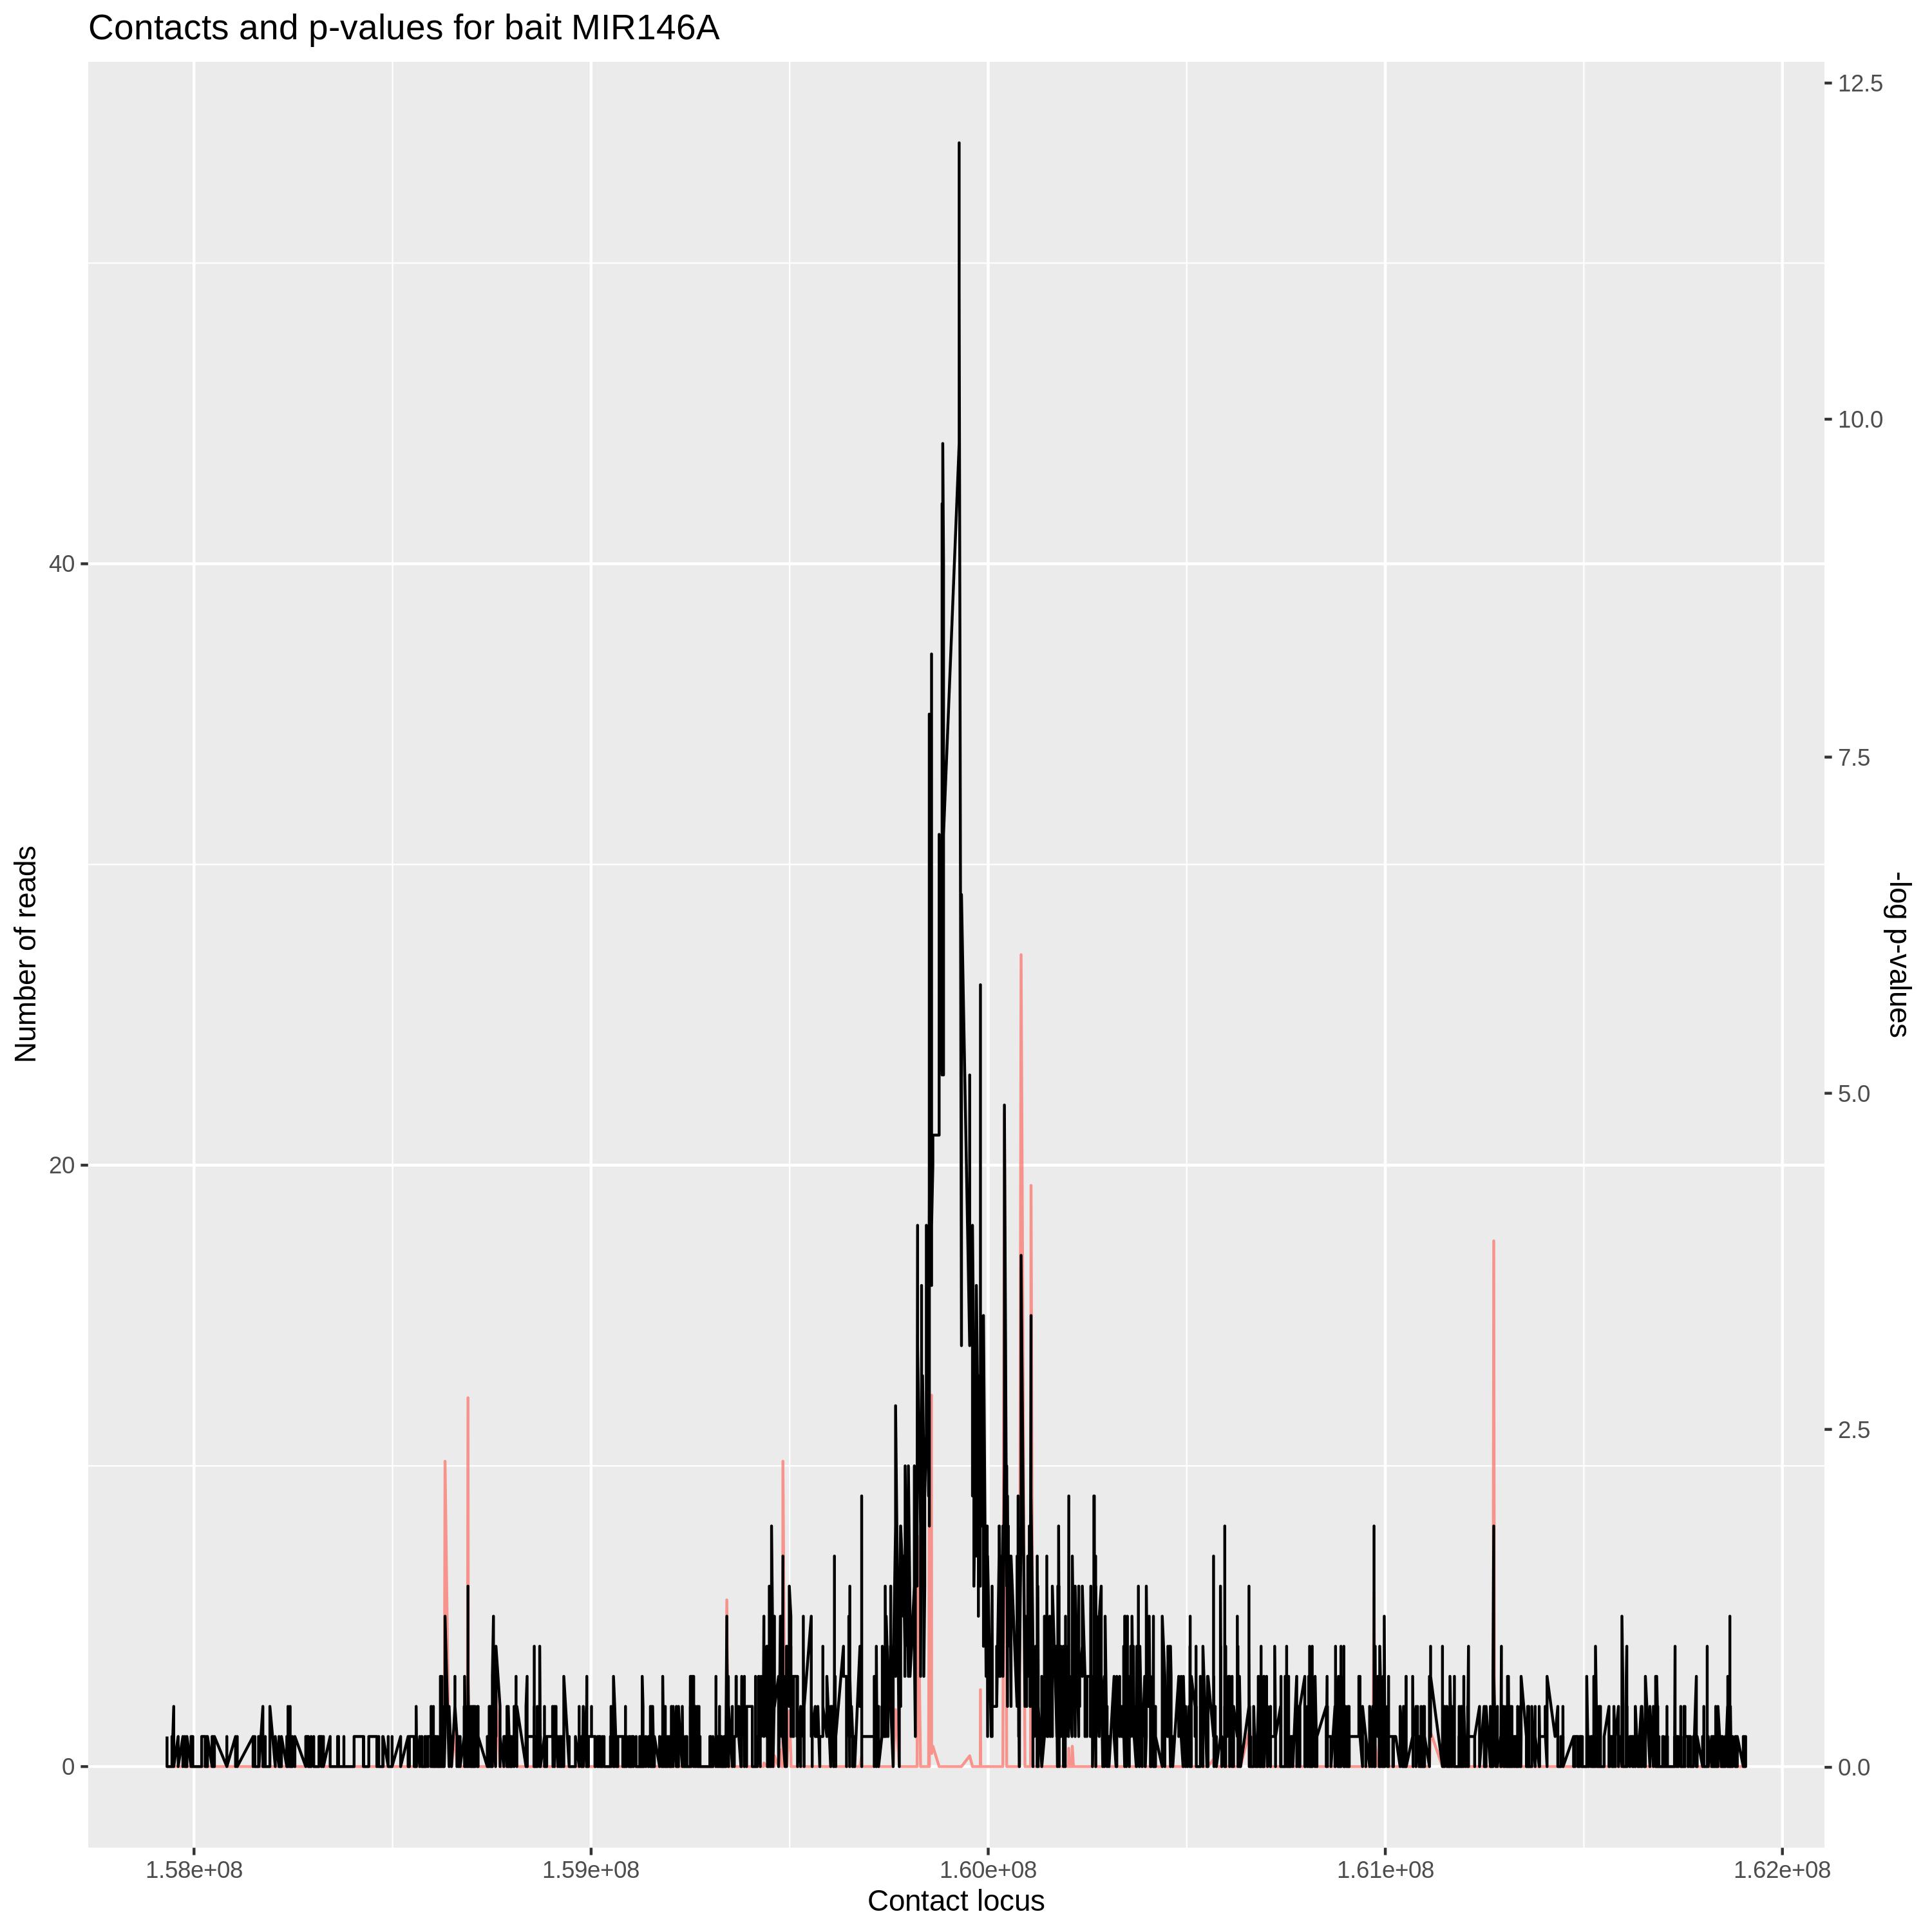 Contacts and p-values for bait MIR146A
12.5
10.0
40
7.5
Number of reads
-log p-values
5.0
20
2.5
0
0.0
1.58e+08
1.59e+08
1.60e+08
1.61e+08
1.62e+08
Contact locus